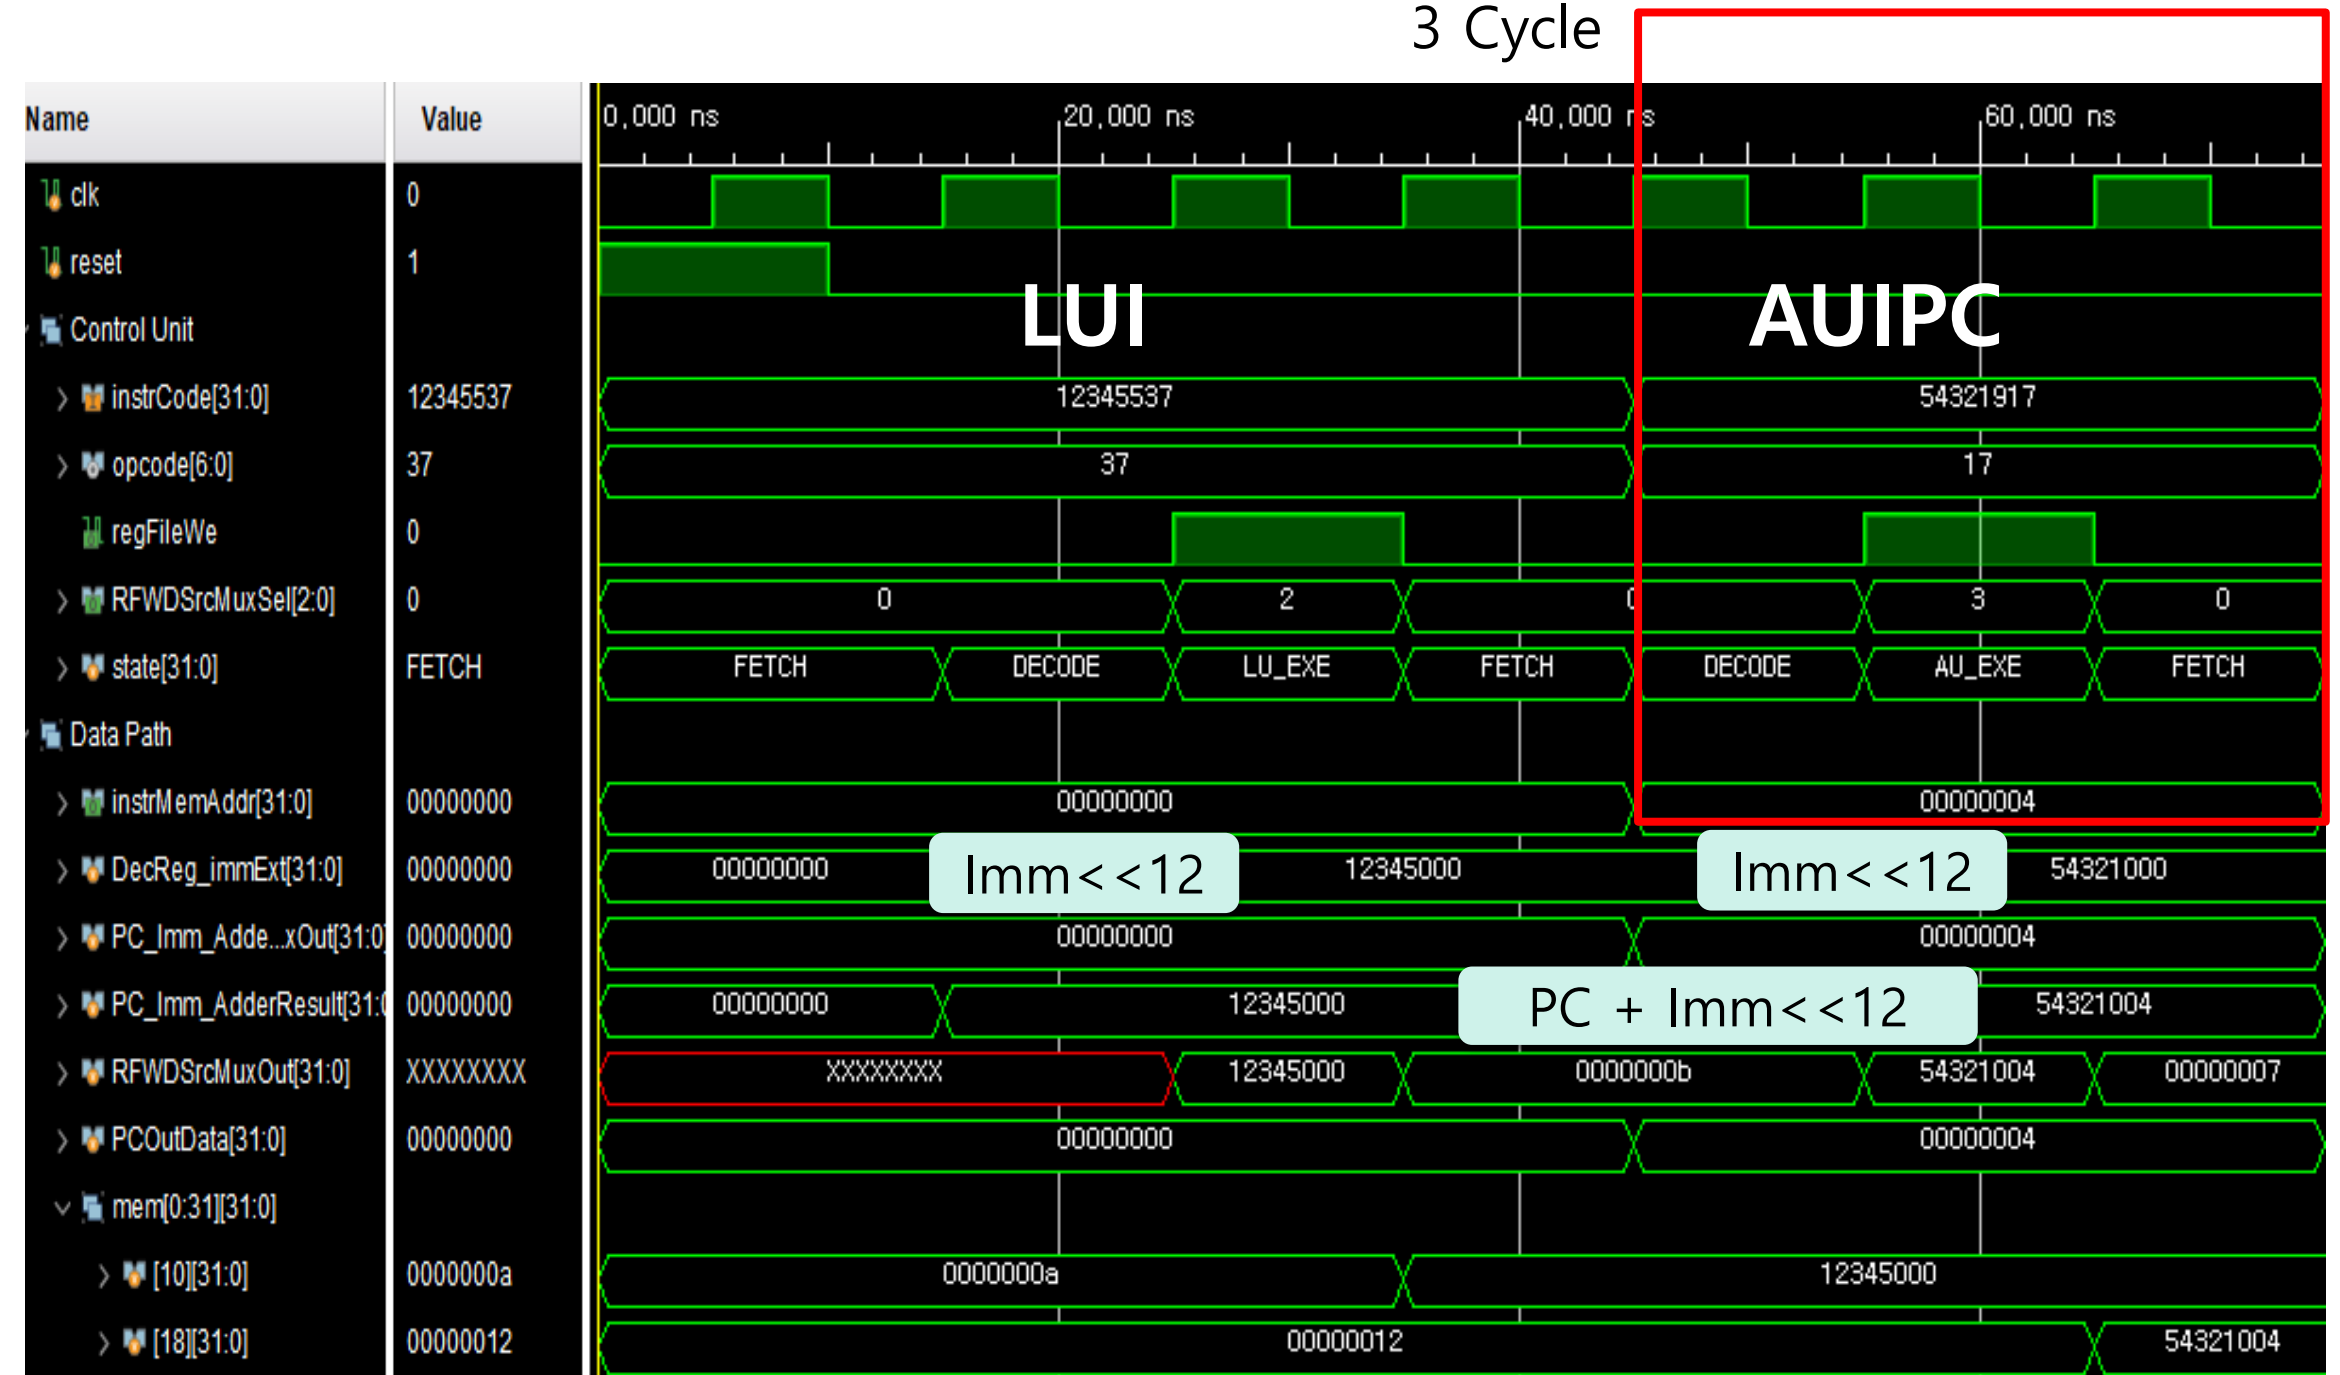 3 Cycle
Name Value 0,000 ns 20,000 ns 40,000 ns 60,000 ns
clk 0
reset 1
LUI AUIPC
Control Unit
instrCode[31:0] 12345537 12345537 54321917
opcode[6:0] 37 37 17
regFileWe 0
RFWDSrcMuxSel[2:0] 0 0 2 0 3 0
state[31:0] FETCH FETCH DECODE LU_EXE FETCH DECODE AU_EXE FETCH
Data Path
instrMemAddr[31:0] 00000000 00000000 00000004
DecReg_immExt[31:0] 00000000 00000000 Imm<<12 12345000 Imm<<12 54321000
PC_Imm_Adde...xOut[31:0] 00000000 00000000 00000004
PC_Imm_AdderResult[31:0 00000000 00000000 12345000 PC + Imm<<12 54321004
RFWDSrcMuxOut[31:0] XXXXXXXX XXXXXXXX 12345000 0000000b 54321004 00000007
PCOutData[31:0] 00000000 00000000 00000004
mem[0:31][31:0]
[10][31:0] 0000000a 0000000a 12345000
[18][31:0] 00000012 00000012 54321004